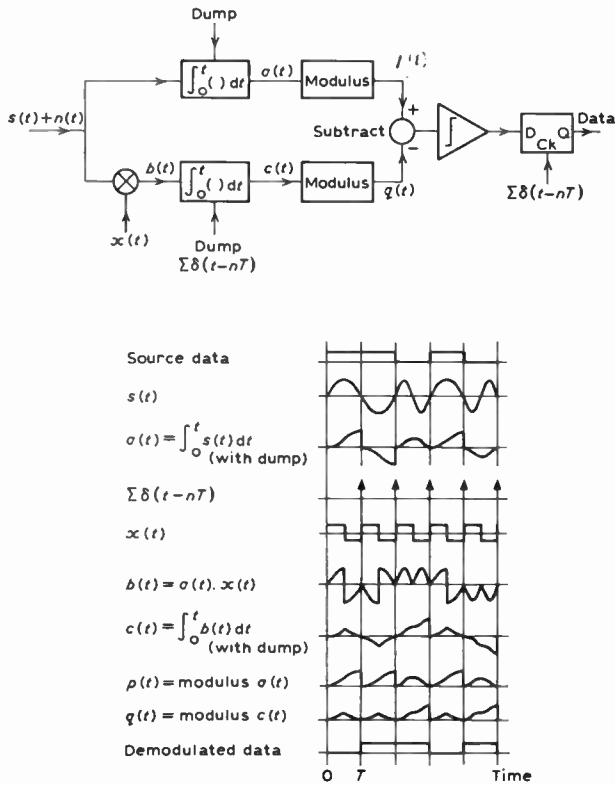 Dump
∫₀ᵗ( ) dt
a(t)
Modulus
p(t)
s(t)+n(t)
+
Subtract
−
Data
D
Q
Ck
b(t)
∫₀ᵗ( ) dt
c(t)
Modulus
q(t)
x(t)
Dump
Σδ(t−nT)
Σδ(t−nT)
Source data
s(t)
a(t)=∫₀ᵗ s(t) dt
(with dump)
Σδ(t−nT)
x(t)
b(t)=a(t).x(t)
c(t)=∫₀ᵗ b(t) dt
(with dump)
p(t)=modulus a(t)
q(t)=modulus c(t)
Demodulated data
0 T Time